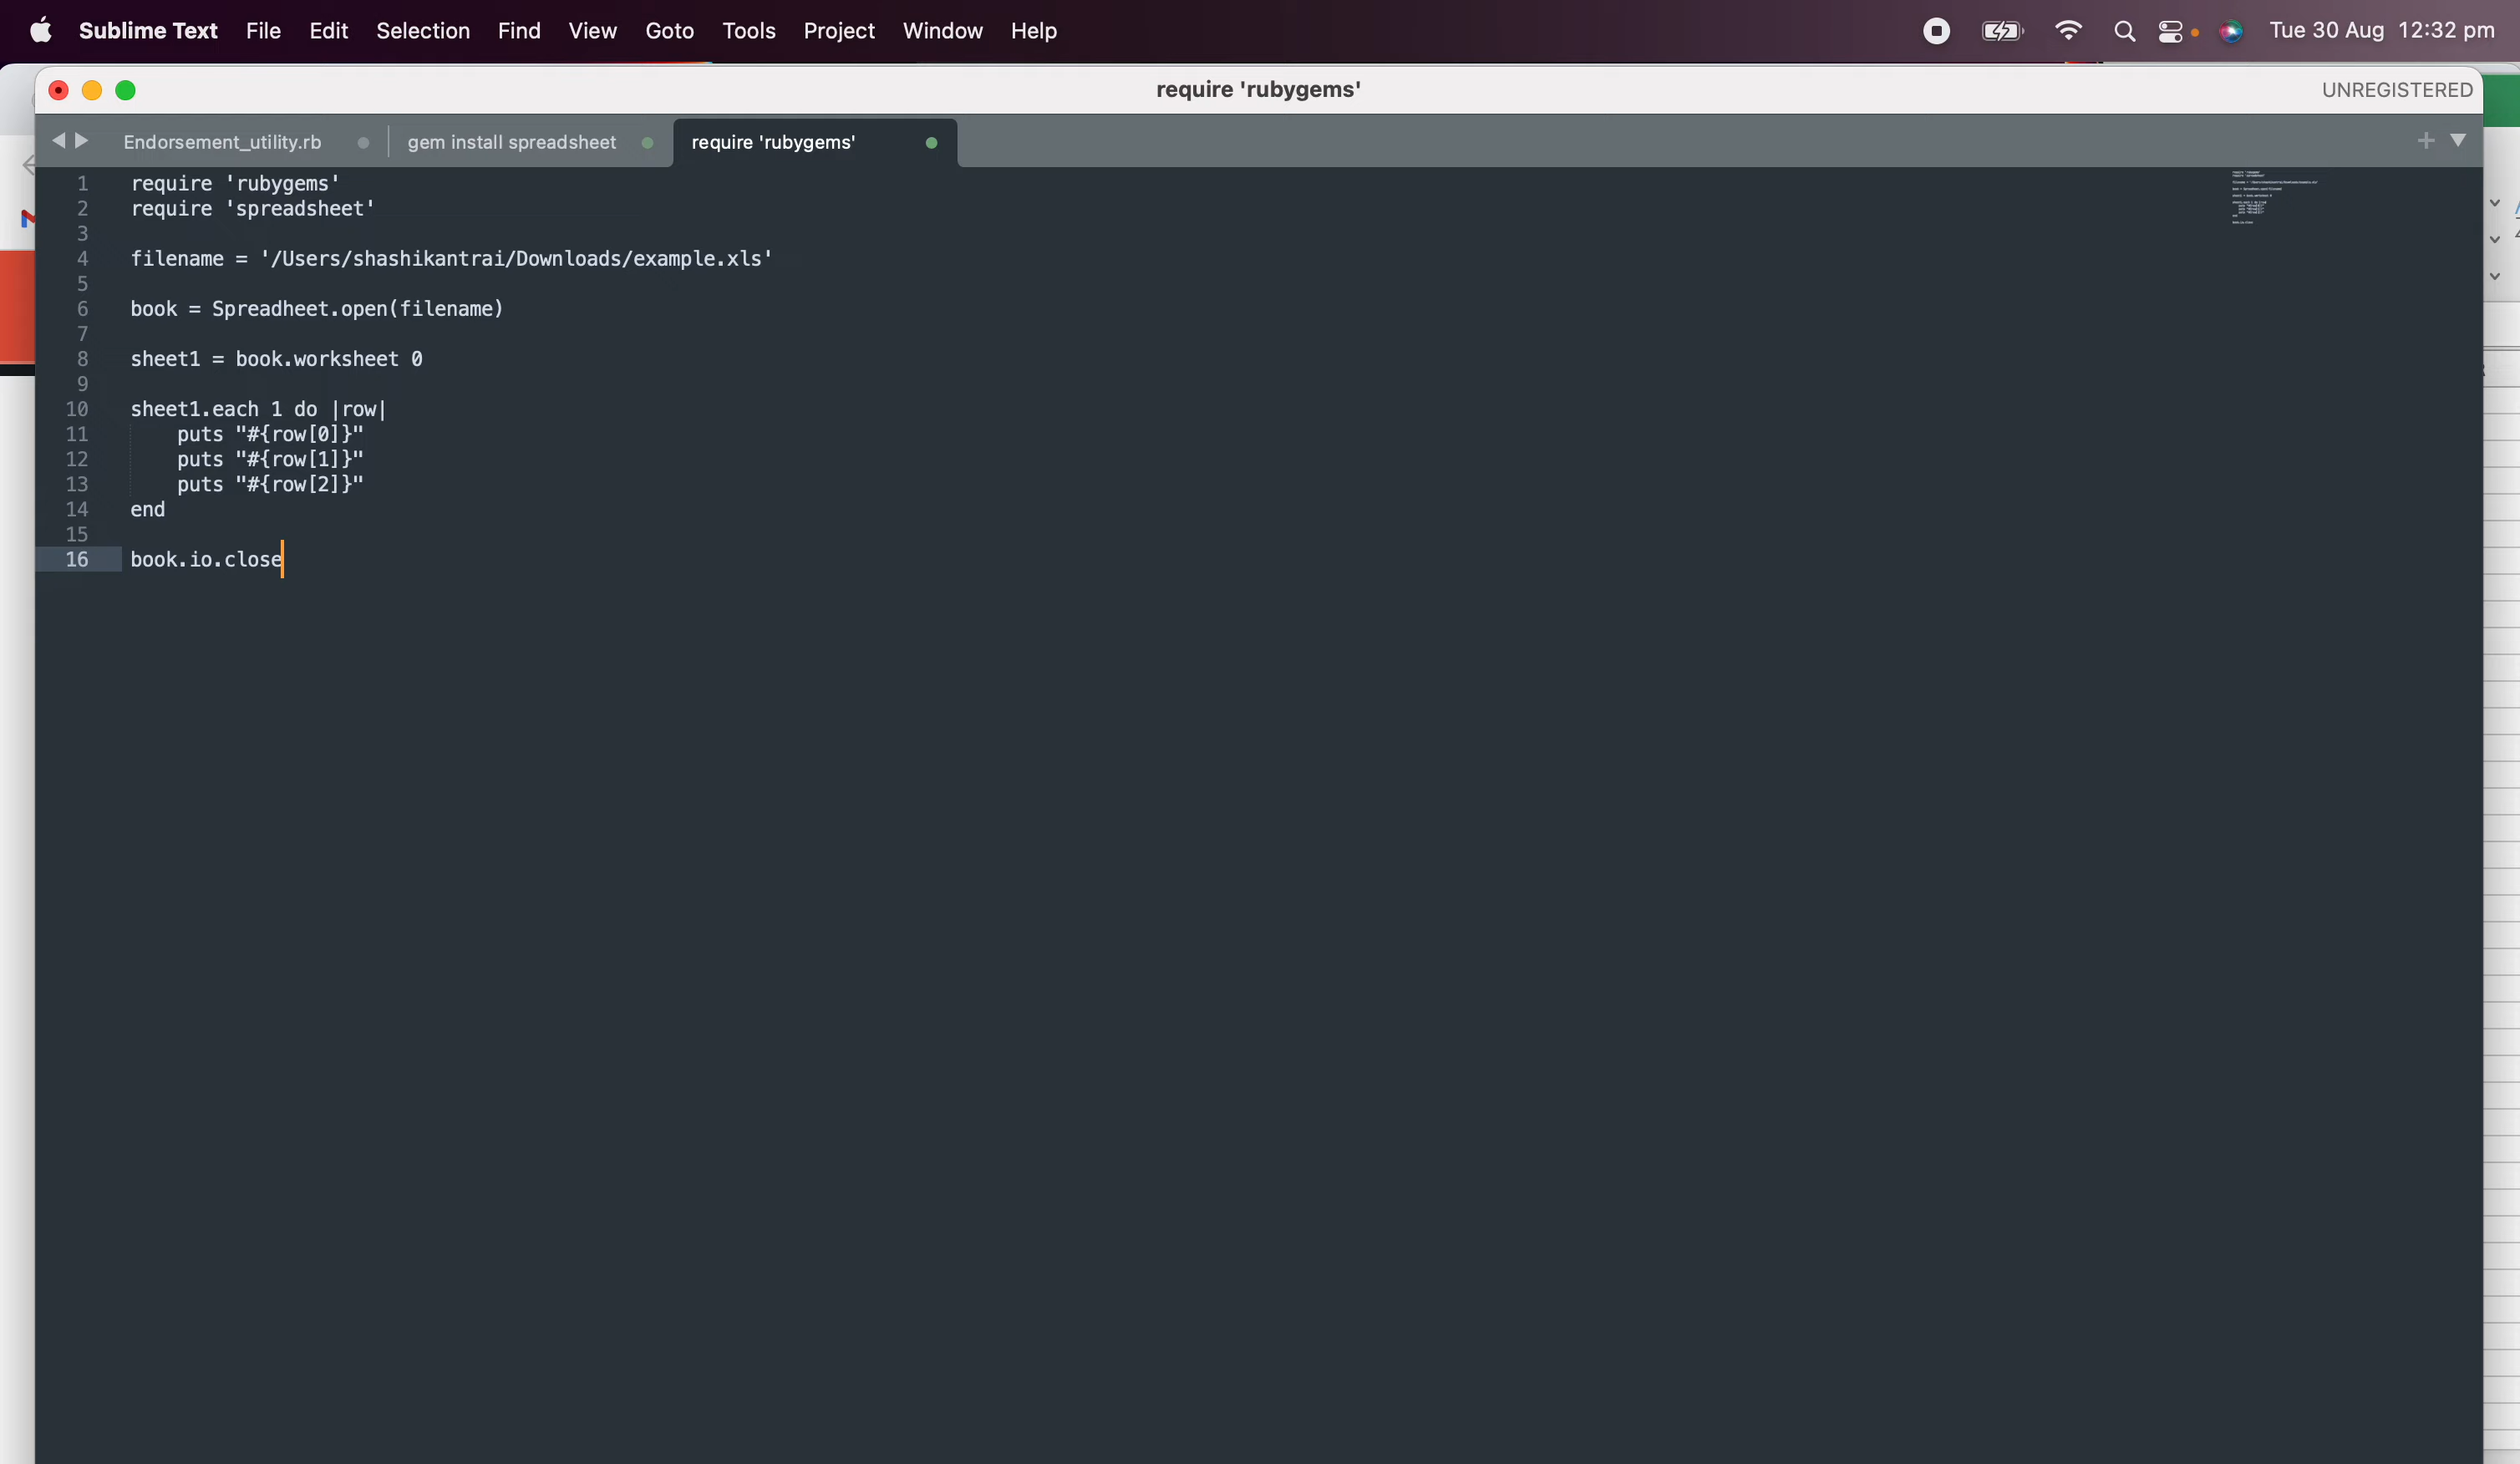 Sublime Text File Edit Selection Find View Goto Tools Project Window Help Tue 30 Aug 12:32 pm
require 'rubygems' UNREGISTERED
Endorsement_utility.rb gem install spreadsheet require 'rubygems'
1 require 'rubygems'
2 require 'spreadsheet'
3
4 filename = '/Users/shashikantrai/Downloads/example.xls'
5
6 book = Spreadheet.open(filename)
7
8 sheet1 = book.worksheet 0
9
10 sheet1.each 1 do |row|
11 puts "#{row[0]}"
12 puts "#{row[1]}"
13 puts "#{row[2]}"
14 end
15
16 book.io.close